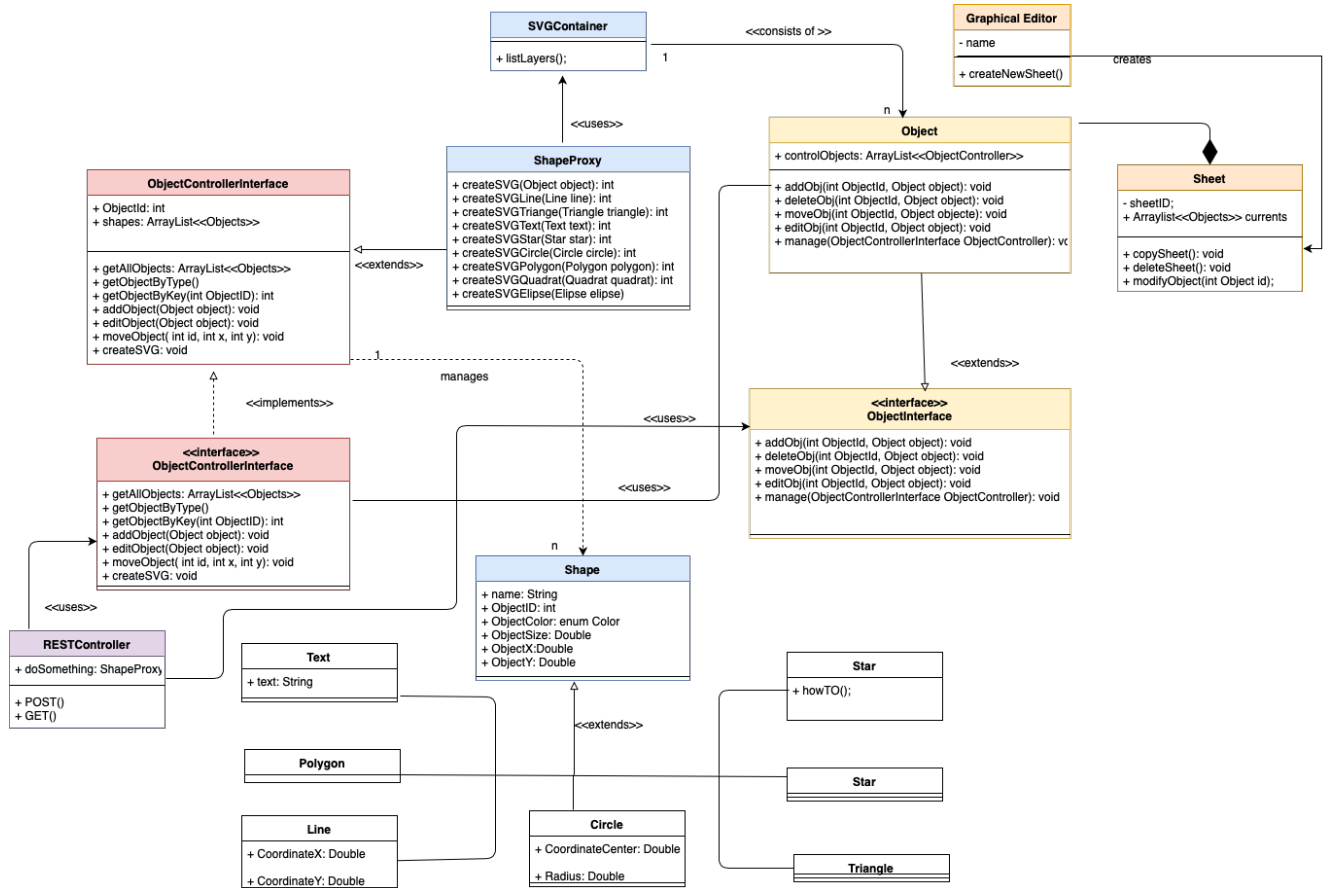 SVGContainer
+ listLayers();
<<consists of >>
1
n
Graphical Editor
- name
+ createNewSheet()
creates
<<uses>>
ShapeProxy
+ createSVG(Object object): int
+ createSVGLine(Line line): int
+ createSVGTriange(Triangle triangle): int
+ createSVGText(Text text): int
+ createSVGStar(Star star): int
+ createSVGCircle(Circle circle): int
+ createSVGPolygon(Polygon polygon): int
+ createSVGQuadrat(Quadrat quadrat): int
+ createSVGElipse(Elipse elipse)
Object
+ controlObjects: ArrayList<<ObjectController>>
+ addObj(int ObjectId, Object object): void
+ deleteObj(int ObjectId, Object object): void
+ moveObj(int ObjectId, Object objecte): void
+ editObj(int ObjectId, Object object): void
+ manage(ObjectControllerInterface ObjectController):
Sheet
- sheetID;
+ Arraylist<<Objects>> currents
+ copySheet(): void
+ deleteSheet(): void
+ modifyObject(int Object id);
ObjectControllerInterface
+ ObjectId: int
+ shapes: ArrayList<<Objects>>
+ getAllObjects: ArrayList<<Objects>>
+ getObjectByType()
+ getObjectByKey(int ObjectID): int
+ addObject(Object object): void
+ editObject(Object object): void
+ moveObject( int id, int x, int y): void
+ createSVG: void
<<extends>>
1
manages
n
<<implements>>
<<extends>>
<<interface>>
ObjectInterface
+ addObj(int ObjectId, Object object): void
+ deleteObj(int ObjectId, Object object): void
+ moveObj(int ObjectId, Object object): void
+ editObj(int ObjectId, Object object): void
+ manage(ObjectControllerInterface ObjectController): void
<<uses>>
<<uses>>
<<interface>>
ObjectControllerInterface
+ getAllObjects: ArrayList<<Objects>>
+ getObjectByType()
+ getObjectByKey(int ObjectID): int
+ addObject(Object object): void
+ editObject(Object object): void
+ moveObject( int id, int x, int y): void
+ createSVG: void
<<uses>>
RESTController
+ doSomething: ShapeProxy
+ POST()
+ GET()
Shape
+ name: String
+ ObjectID: int
+ ObjectColor: enum Color
+ ObjectSize: Double
+ ObjectX:Double
+ ObjectY: Double
<<extends>>
Text
+ text: String
Polygon
Line
+ CoordinateX: Double
+ CoordinateY: Double
Circle
+ CoordinateCenter: Double
+ Radius: Double
Star
+ howTO();
Star
Triangle